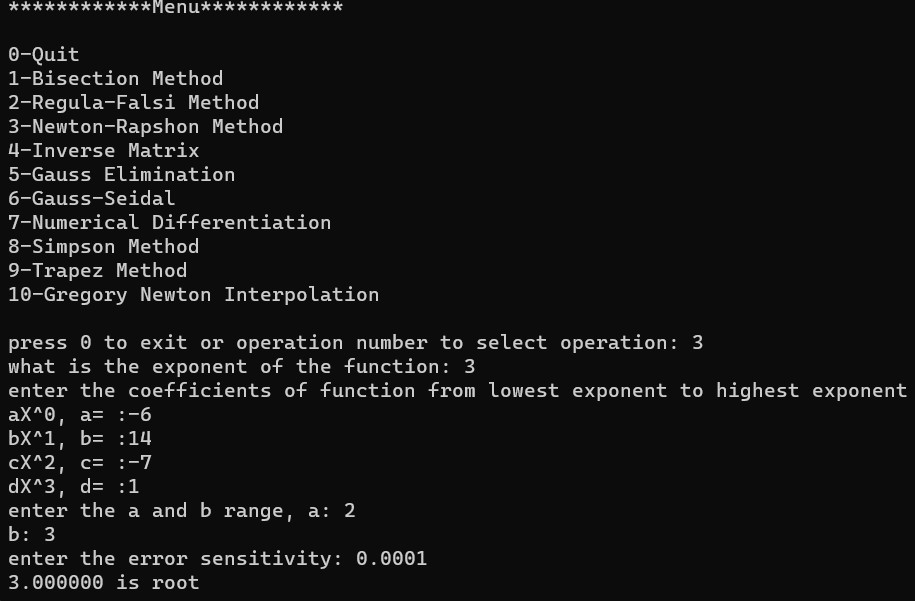 ************Menu************
0-Quit
1-Bisection Method
2-Regula-Falsi Method
3-Newton-Rapshon Method
4-Inverse Matrix
5-Gauss Elimination
6-Gauss-Seidal
7-Numerical Differentiation
8-Simpson Method
9-Trapez Method
10-Gregory Newton Interpolation
press 0 to exit or operation number to select operation: 3
what is the exponent of the function: 3
enter the coefficients of function from lowest exponent to highest exponent
aX^0, a= :-6
bX^1, b= :14
cX^2, c= :-7
dX^3, d= :1
enter the a and b range, a: 2
b: 3
enter the error sensitivity: 0.0001
3.000000 is root